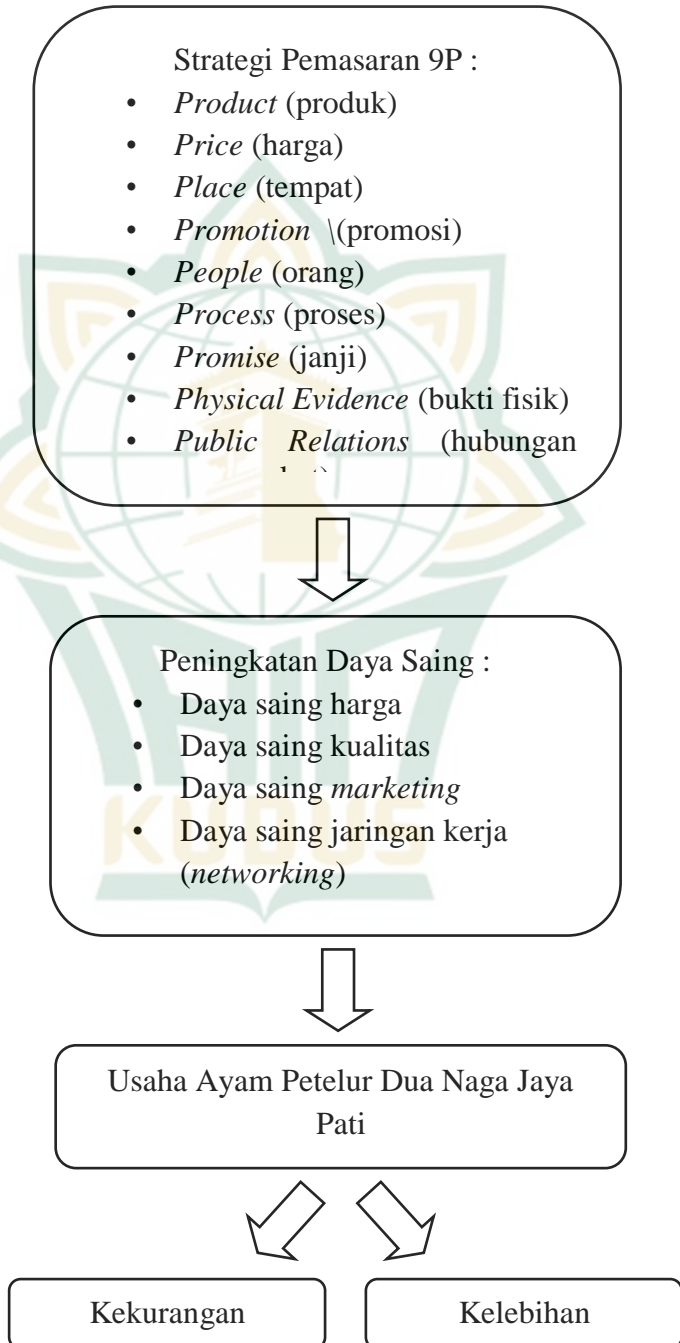 Strategi Pemasaran 9P :
• Product (produk)
• Price (harga)
• Place (tempat)
• Promotion \(promosi)
• People (orang)
• Process (proses)
• Promise (janji)
• Physical Evidence (bukti fisik)
• Public Relations (hubungan
Peningkatan Daya Saing :
• Daya saing harga
• Daya saing kualitas
• Daya saing marketing
• Daya saing jaringan kerja
(networking)
KUDUS
Usaha Ayam Petelur Dua Naga Jaya
Pati
Kekurangan
Kelebihan